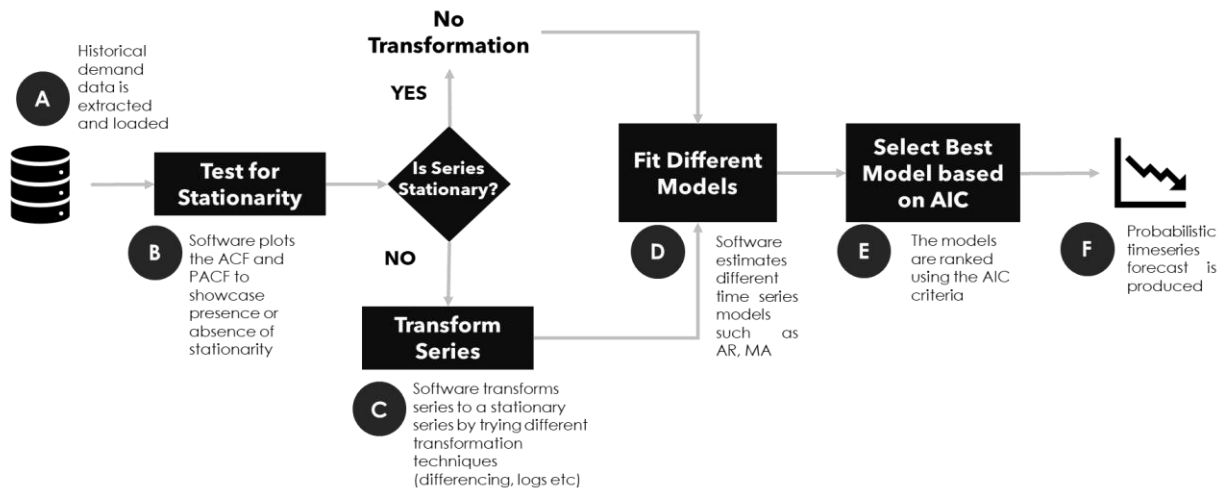 A
Historical
demand
data is
extracted
and loaded
Test for
Stationarity
B
Software plots
the ACF and
PACF to
showcase
presence or
absence of
stationarity
Is Series
Stationary?
YES
No
Transformation
NO
Transform
Series
C
Software transforms
series to a stationary
series by trying different
transformation
techniques
(differencing, logs etc)
Fit Different
Models
D
Software
estimates
different
time series
models
such as
AR, MA
Select Best
Model based
on AIC
E
The models
are ranked
using the AIC
criteria
F
Probabilistic
timeseries
forecast is
produced